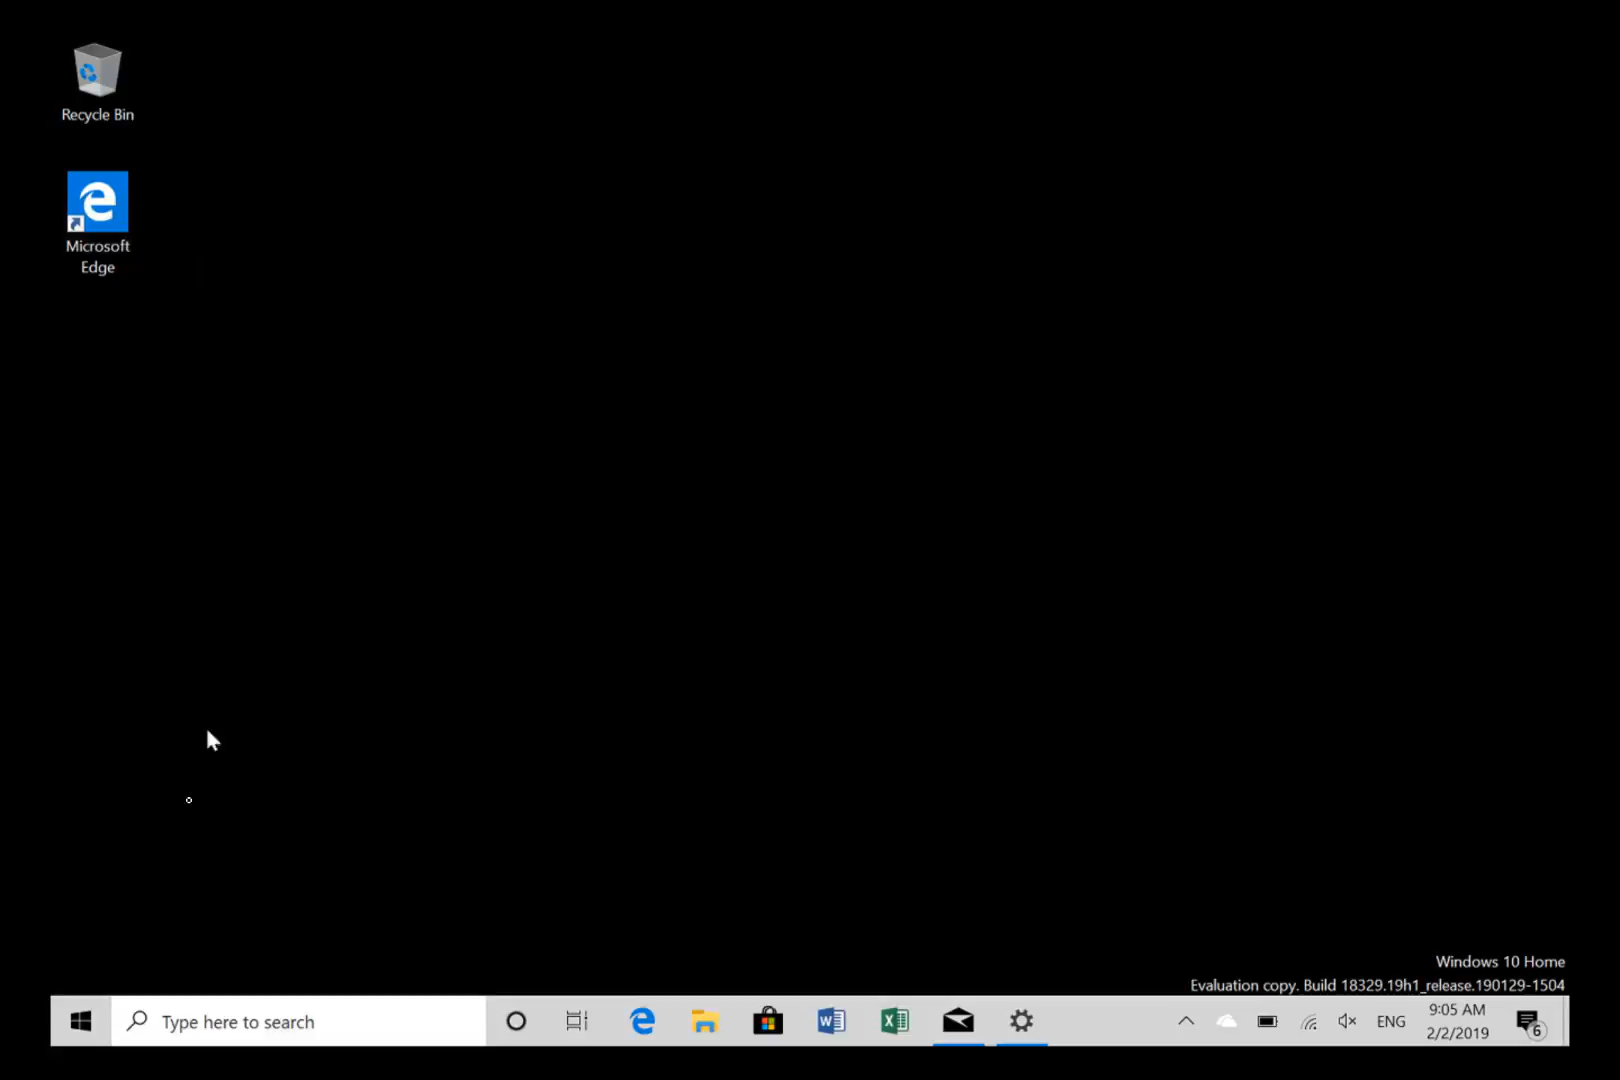 Recycle Bin
Microsoft
Edge
Windows 10 Home
Evaluation copy. Build 18329.19h1_release.190129-1504
Type here to search
ENG
9:05 AM
2/2/2019
6